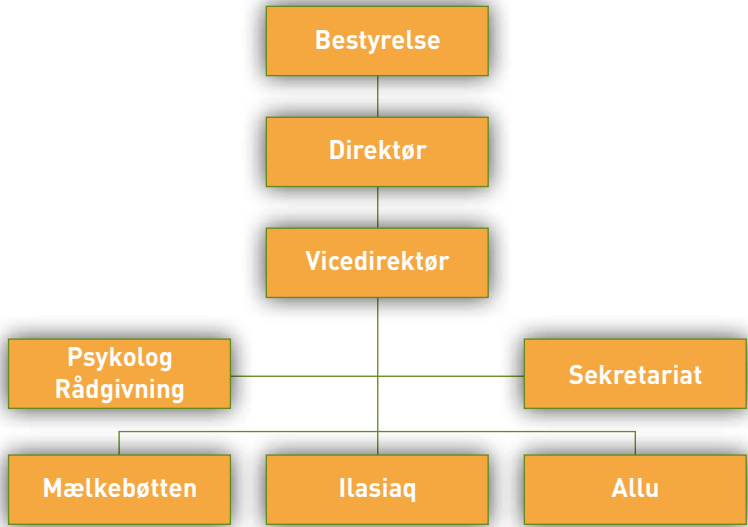 Bestyrelse
Direktør
Vicedirektør
Psykolog
Rådgivning
Sekretariat
Mælkebøtten
Ilasiaq
Allu